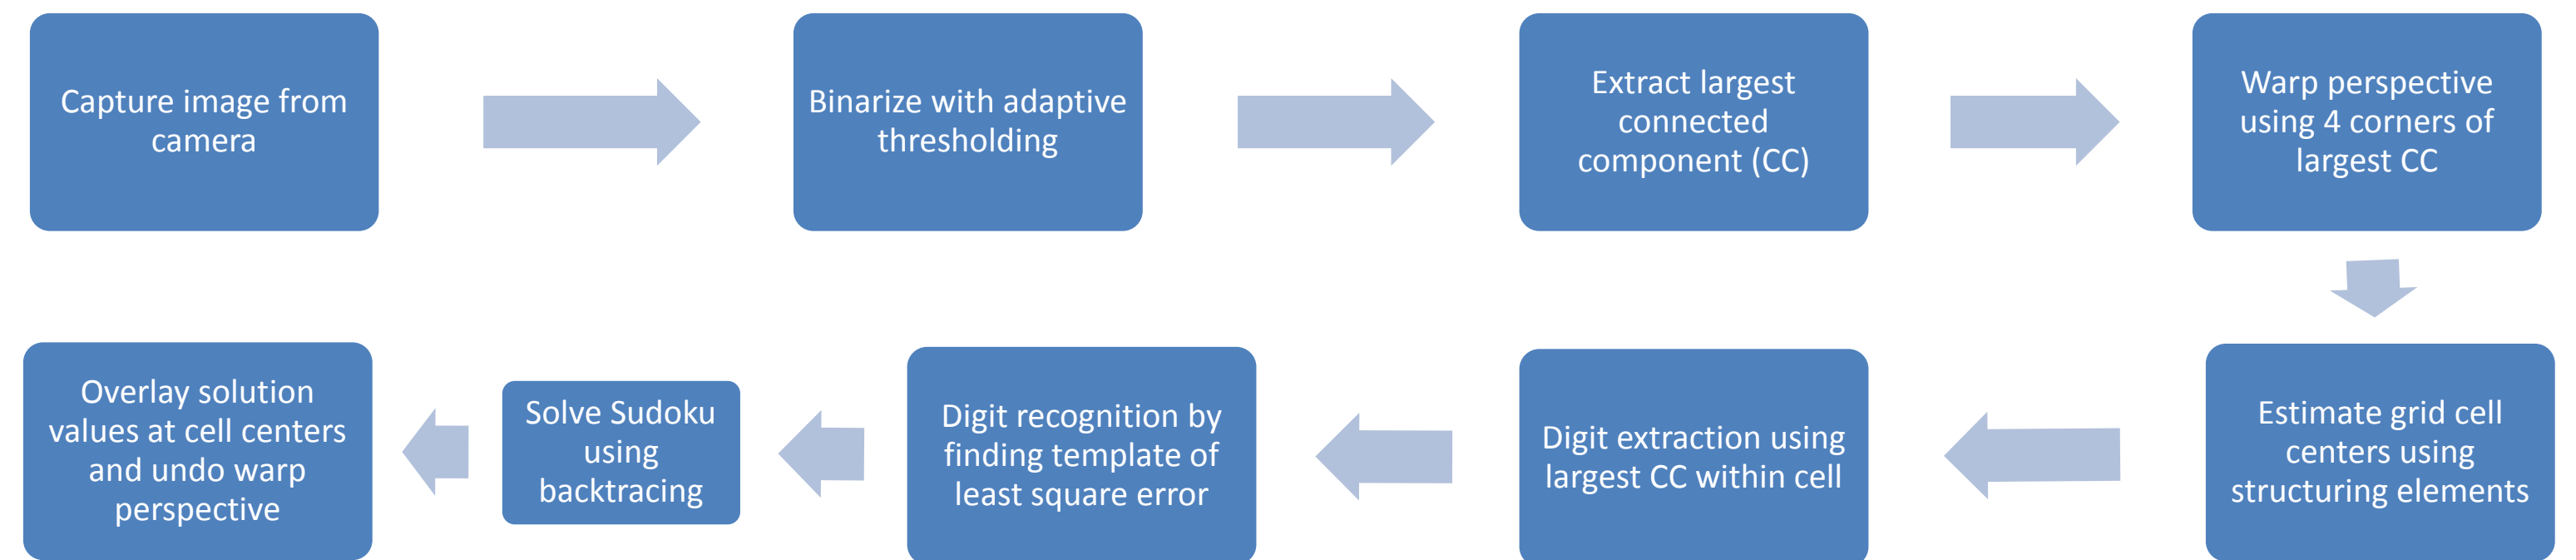 Capture image from
camera
Binarize with adaptive
thresholding
Extract largest
connected
component (CC)
Warp perspective
using 4 corners of
largest CC
Estimate grid cell
centers using
structuring elements
Digit extraction using
largest CC within cell
Digit recognition by
finding template of
least square error
Solve Sudoku
using
backtracing
Overlay solution
values at cell centers
and undo warp
perspective